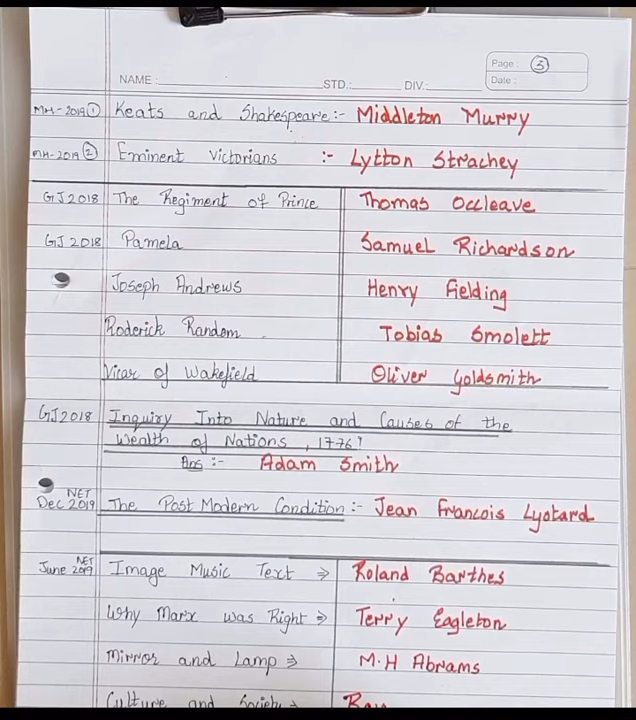 Page : 3
NAME : STD.: DIV.: Date :
MH-2019 1 Keats and Shakespeare :- Middleton Murry
MH-2019 2 Eminent Victorians :- Lytton Strachey
GJ 2018 The Regiment of Prince Thomas Occleave
GJ 2018 Pamela Samuel Richardson
Joseph Andrews Henry Fielding
Roderick Random Tobias Smolett
Vicar of Wakefield Oliver Goldsmith
GJ 2018 Inquiry Into Nature and Causes of the
Wealth of Nations , 1776?
Ans :- Adam Smith
NET
Dec 2019 The Post Modern Condition :- Jean Francois Lyotard
NET
June 2019 Image Music Text ⇒ Roland Barthes
Why Marx was Right ⇒ Terry Eagleton
Mirror and Lamp ⇒ M.H Abrams
Culture and Society →